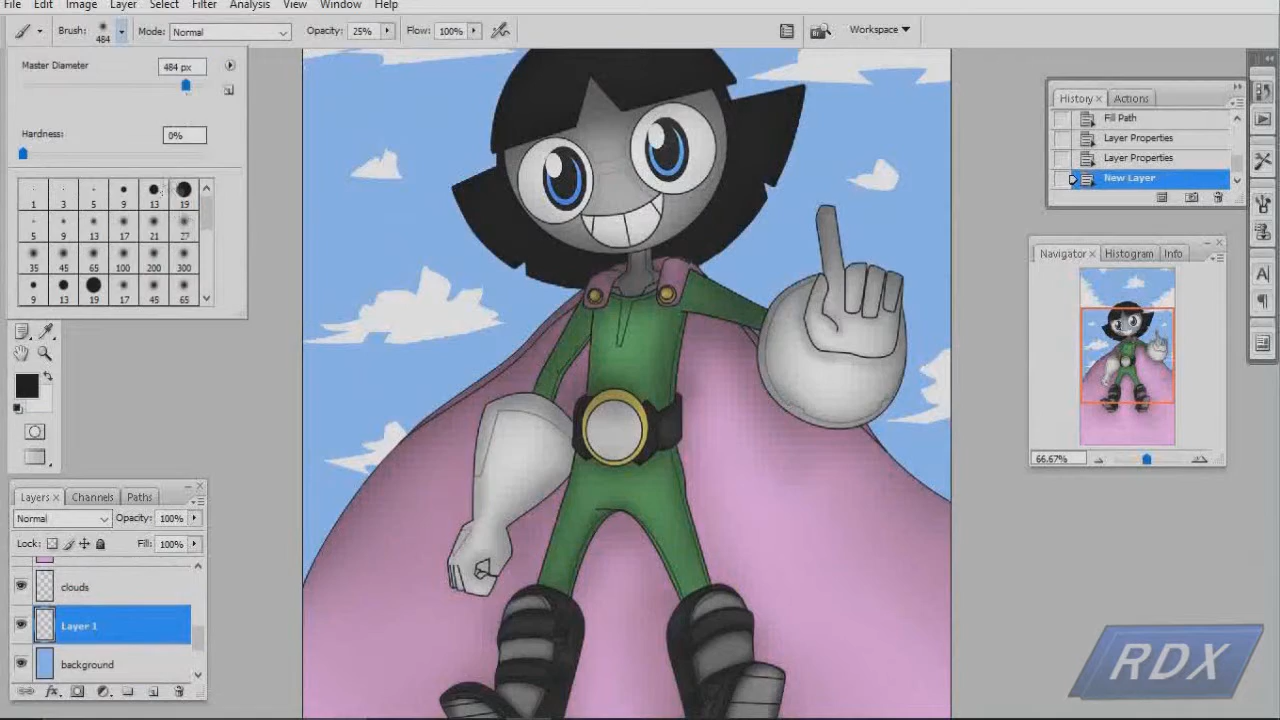 File Edit Image Layer Select Filter Analysis View Window Help
Brush: 484 Mode: Normal Opacity: 25% Flow: 100% Workspace
Master Diameter 484 px
Hardness: 0%
1 3 5 9 13 19
5 9 13 17 21 27
35 45 65 100 200 300
9 13 19 17 45 65
History Actions
Fill Path
Layer Properties
Layer Properties
New Layer
Navigator Histogram Info
66.67%
Layers Channels Paths
Normal Opacity: 100%
Lock: Fill: 100%
clouds
Layer 1
background
fx
A
RDX